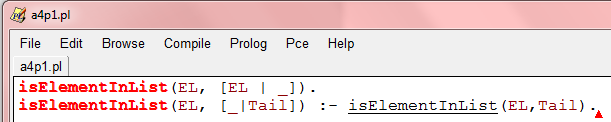 a4p1.pl
File Edit Browse Compile Prolog Pce Help
a4p1.pl
isElementInList(EL, [EL | _]).
isElementInList(EL, [_|Tail]) :- isElementInList(EL,Tail).